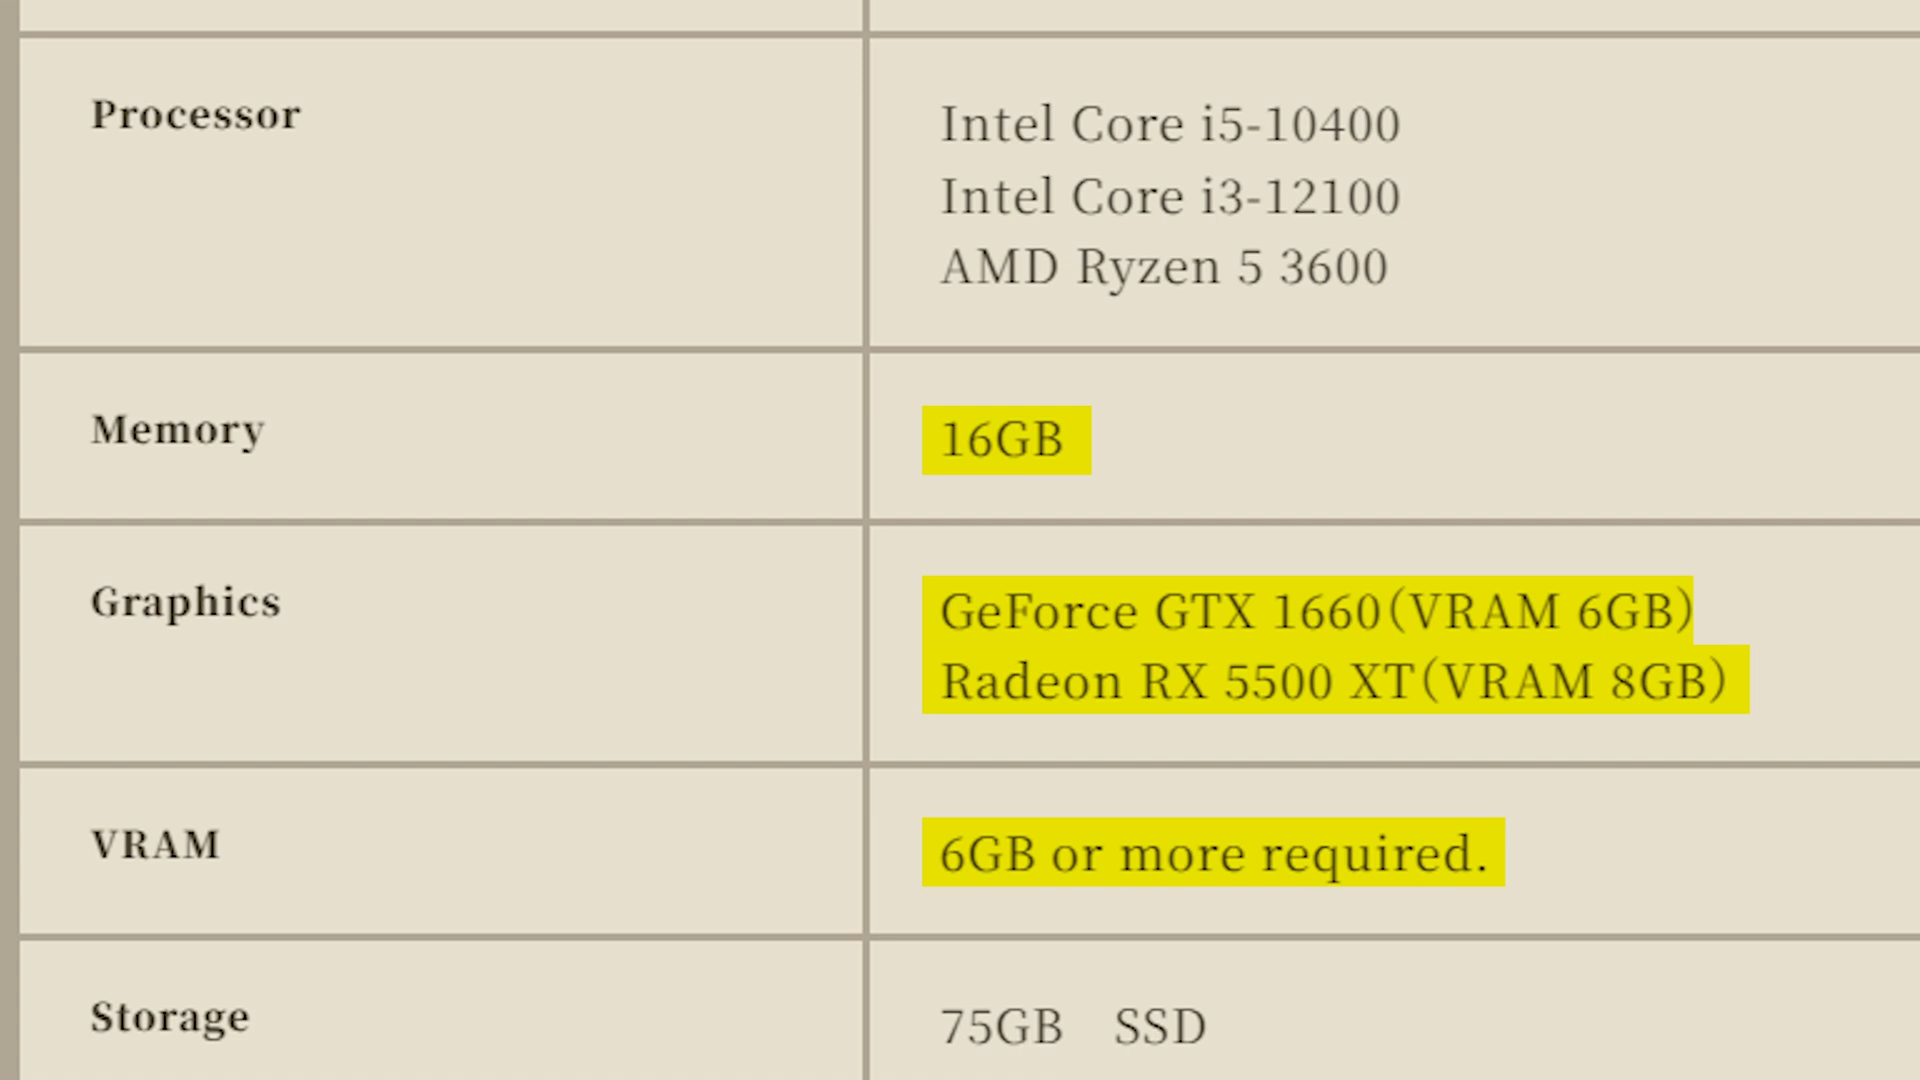 Processor
Intel Core i5-10400
Intel Core i3-12100
AMD Ryzen 5 3600
Memory
16GB
Graphics
GeForce GTX 1660(VRAM 6GB)
Radeon RX 5500 XT(VRAM 8GB)
VRAM
6GB or more required.
Storage
75GB SSD